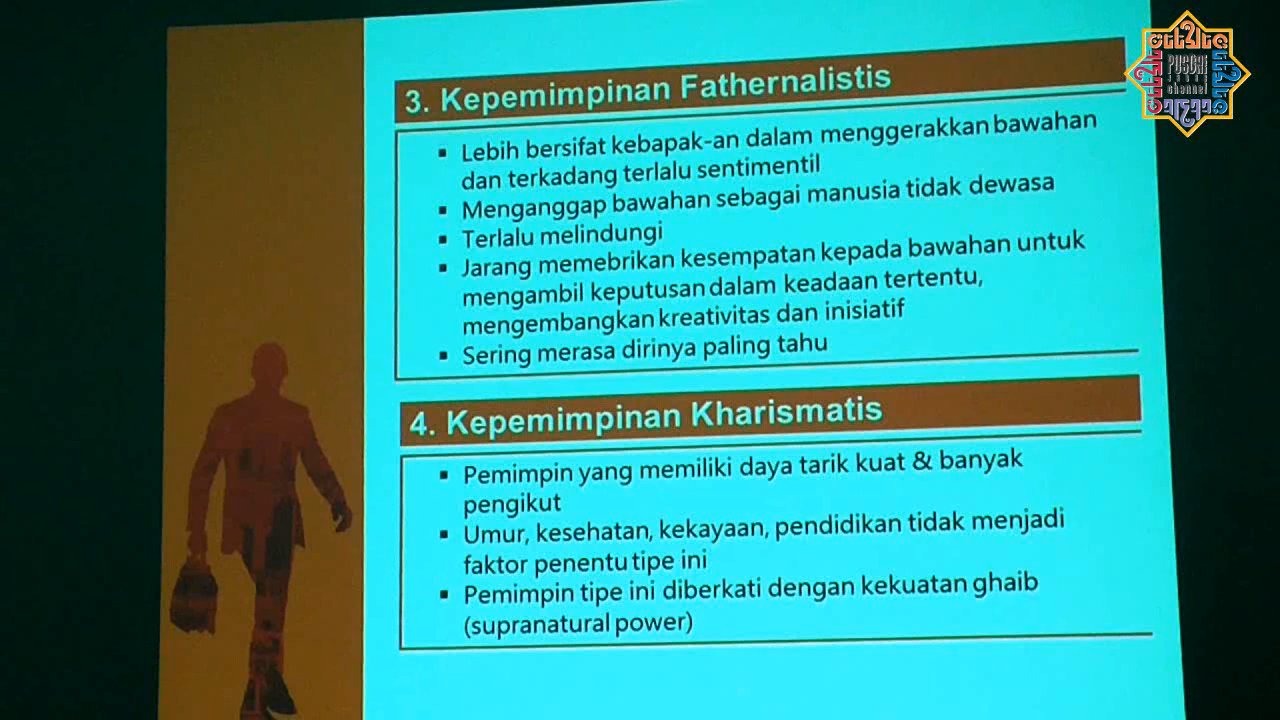 3. Kepemimpinan Fathernalistis
▪ Lebih bersifat kebapak-an dalam menggerakkan bawahan
dan terkadang terlalu sentimentil
▪ Menganggap bawahan sebagai manusia tidak dewasa
▪ Terlalu melindungi
▪ Jarang memebrikan kesempatan kepada bawahan untuk
mengambil keputusan dalam keadaan tertentu,
mengembangkan kreativitas dan inisiatif
▪ Sering merasa dirinya paling tahu
4. Kepemimpinan Kharismatis
▪ Pemimpin yang memiliki daya tarik kuat & banyak
pengikut
▪ Umur, kesehatan, kekayaan, pendidikan tidak menjadi
faktor penentu tipe ini
▪ Pemimpin tipe ini diberkati dengan kekuatan ghaib
(supranatural power)
PUSDAI
channel